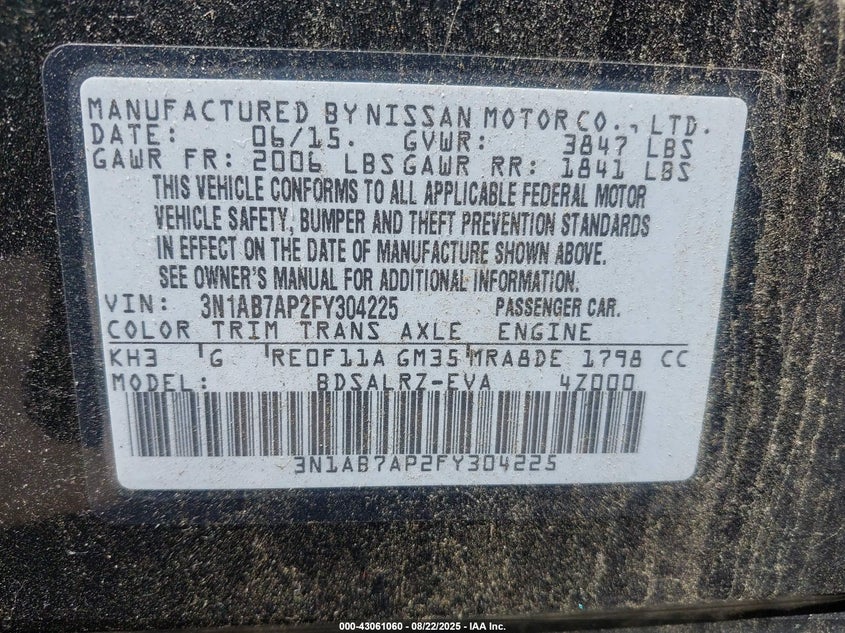 MANUFACTURED BY NISSAN MOTOR CO., LTD.
DATE: 06/15. GVWR: 3847 LBS
GAWR FR: 2006 LBS GAWR RR: 1841 LBS
THIS VEHICLE CONFORMS TO ALL APPLICABLE FEDERAL MOTOR
VEHICLE SAFETY, BUMPER AND THEFT PREVENTION STANDARDS
IN EFFECT ON THE DATE OF MANUFACTURE SHOWN ABOVE.
SEE OWNER'S MANUAL FOR ADDITIONAL INFORMATION.
VIN: 3N1AB7AP2FY304225 PASSENGER CAR.
COLOR TRIM TRANS AXLE ENGINE
KH3 G RE0F11A GM35 MRA8DE 1798 CC
MODEL: BDSALRZ-EVA 4Z000
3N1AB7AP2FY304225
000-43061060 - 08/22/2025 - IAA Inc.